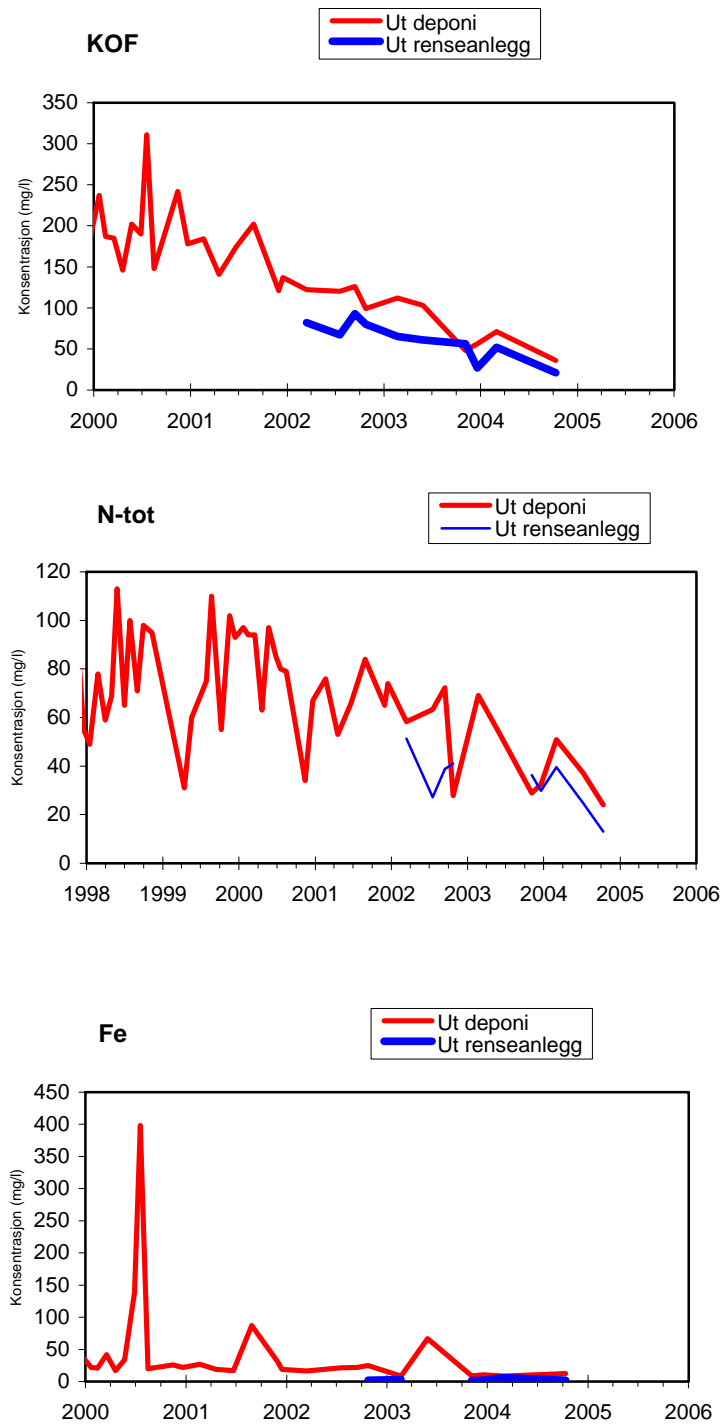 Ut deponi
Ut renseanlegg
KOF
Konsentrasjon (mg/l)
350
300
250
200
150
100
50
0
2000 2001 2002 2003 2004 2005 2006
N-tot
Ut deponi
Ut renseanlegg
Konsentrasjon (mg/l)
120
100
80
60
40
20
0
1998 1999 2000 2001 2002 2003 2004 2005 2006
Fe
Ut deponi
Ut renseanlegg
Konsentrasjon (mg/l)
450
400
350
300
250
200
150
100
50
0
2000 2001 2002 2003 2004 2005 2006